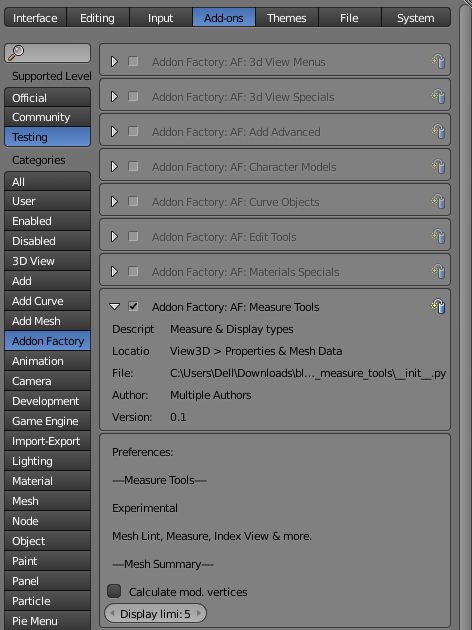 Interface Editing Input Add-ons Themes File System
Supported Level
Official
Community
Testing
Categories
All
User
Enabled
Disabled
3D View
Add
Add Curve
Add Mesh
Addon Factory
Animation
Camera
Development
Game Engine
Import-Export
Lighting
Material
Mesh
Node
Object
Paint
Panel
Particle
Pie Menu
Addon Factory: AF: 3d View Menus
Addon Factory: AF: 3d View Specials
Addon Factory: AF: Add Advanced
Addon Factory: AF: Character Models
Addon Factory: AF: Curve Objects
Addon Factory: AF: Edit Tools
Addon Factory: AF: Materials Specials
Addon Factory: AF: Measure Tools
Descript Measure & Display types
Locatio View3D > Properties & Mesh Data
File: C:\Users\Dell\Downloads\bl..._measure_tools\__init__.py
Author: Multiple Authors
Version: 0.1
Preferences:
----Measure Tools----
Experimental
Mesh Lint, Measure, Index View & more.
----Mesh Summary----
Calculate mod. vertices
Display limi: 5